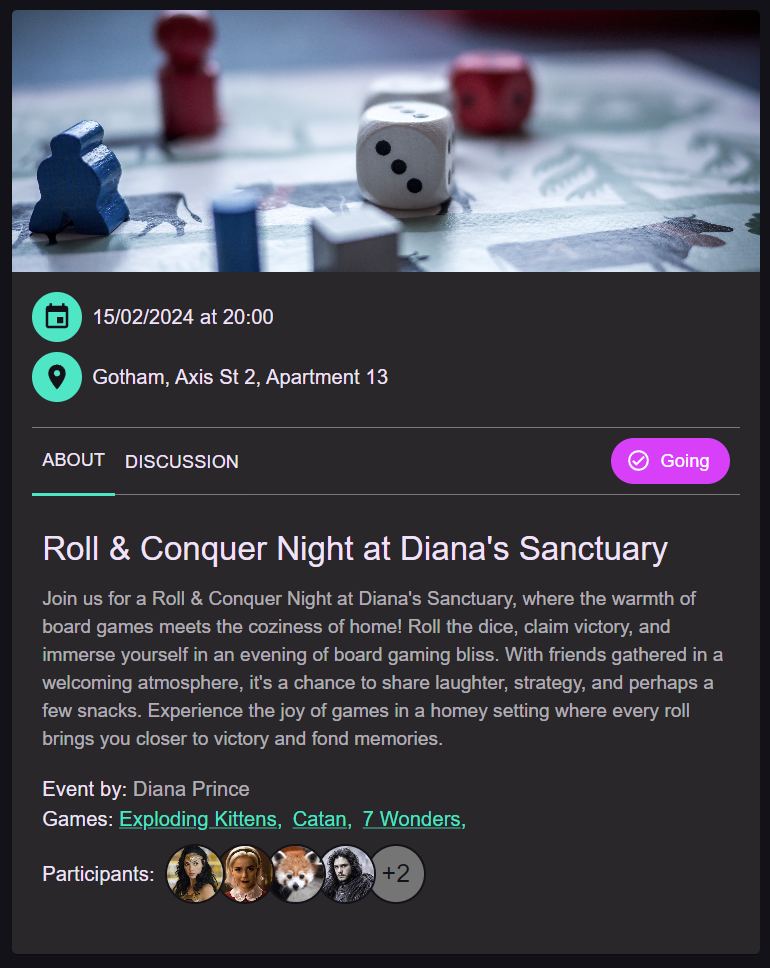 15/02/2024 at 20:00
Gotham, Axis St 2, Apartment 13
ABOUT DISCUSSION Going
Roll & Conquer Night at Diana's Sanctuary
Join us for a Roll & Conquer Night at Diana's Sanctuary, where the warmth of
board games meets the coziness of home! Roll the dice, claim victory, and
immerse yourself in an evening of board gaming bliss. With friends gathered in a
welcoming atmosphere, it's a chance to share laughter, strategy, and perhaps a
few snacks. Experience the joy of games in a homey setting where every roll
brings you closer to victory and fond memories.
Event by: Diana Prince
Games: Exploding Kittens, Catan, 7 Wonders,
Participants: +2